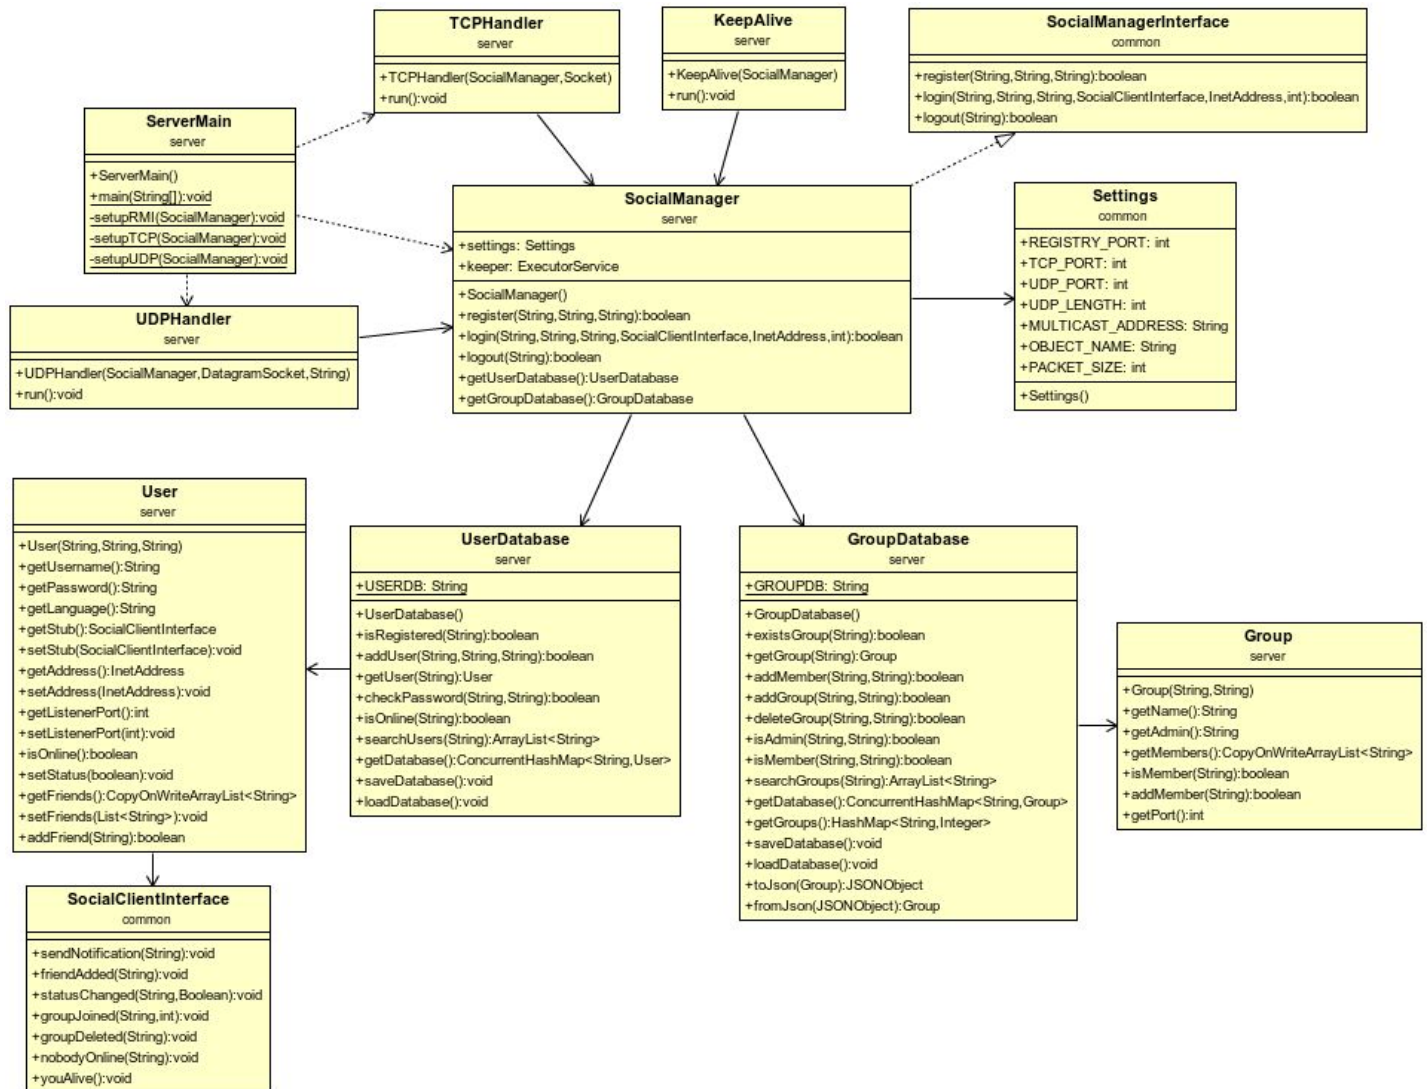 TCPHandler
server
+TCPHandler(SocialManager,Socket)
+run():void
KeepAlive
server
+KeepAlive(SocialManager)
+run():void
SocialManagerInterface
common
+register(String,String,String):boolean
+login(String,String,String,SocialClientInterface,InetAddress,int):boolean
+logout(String):boolean
ServerMain
server
+ServerMain()
+main(String[]):void
-setupRMI(SocialManager):void
-setupTCP(SocialManager):void
-setupUDP(SocialManager):void
SocialManager
server
+settings: Settings
+keeper: ExecutorService
+SocialManager()
+register(String,String,String):boolean
+login(String,String,String,SocialClientInterface,InetAddress,int):boolean
+logout(String):boolean
+getUserDatabase():UserDatabase
+getGroupDatabase():GroupDatabase
Settings
common
+REGISTRY_PORT: int
+TCP_PORT: int
+UDP_PORT: int
+UDP_LENGTH: int
+MULTICAST_ADDRESS: String
+OBJECT_NAME: String
+PACKET_SIZE: int
+Settings()
UDPHandler
server
+UDPHandler(SocialManager,DatagramSocket,String)
+run():void
User
server
+User(String,String,String)
+getUsername():String
+getPassword():String
+getLanguage():String
+getStub():SocialClientInterface
+setStub(SocialClientInterface):void
+getAddress():InetAddress
+setAddress(InetAddress):void
+getListenerPort():int
+setListenerPort(int):void
+isOnline():boolean
+setStatus(boolean):void
+getFriends():CopyOnWriteArrayList<String>
+setFriends(List<String>):void
+addFriend(String):boolean
UserDatabase
server
+USERDB: String
+UserDatabase()
+isRegistered(String):boolean
+addUser(String,String,String):boolean
+getUser(String):User
+checkPassword(String,String):boolean
+isOnline(String):boolean
+searchUsers(String):ArrayList<String>
+getDatabase():ConcurrentHashMap<String,User>
+saveDatabase():void
+loadDatabase():void
GroupDatabase
server
+GROUPDB: String
+GroupDatabase()
+existsGroup(String):boolean
+getGroup(String):Group
+addMember(String,String):boolean
+addGroup(String,String):boolean
+deleteGroup(String,String):boolean
+isAdmin(String,String):boolean
+isMember(String,String):boolean
+searchGroups(String):ArrayList<String>
+getDatabase():ConcurrentHashMap<String,Group>
+getGroups():HashMap<String,Integer>
+saveDatabase():void
+loadDatabase():void
+toJson(Group):JSONObject
+fromJson(JSONObject):Group
Group
server
+Group(String,String)
+getName():String
+getAdmin():String
+getMembers():CopyOnWriteArrayList<String>
+isMember(String):boolean
+addMember(String):boolean
+getPort():int
SocialClientInterface
common
+sendNotification(String):void
+friendAdded(String):void
+statusChanged(String,Boolean):void
+groupJoined(String,int):void
+groupDeleted(String):void
+nobodyOnline(String):void
+youAlive():void